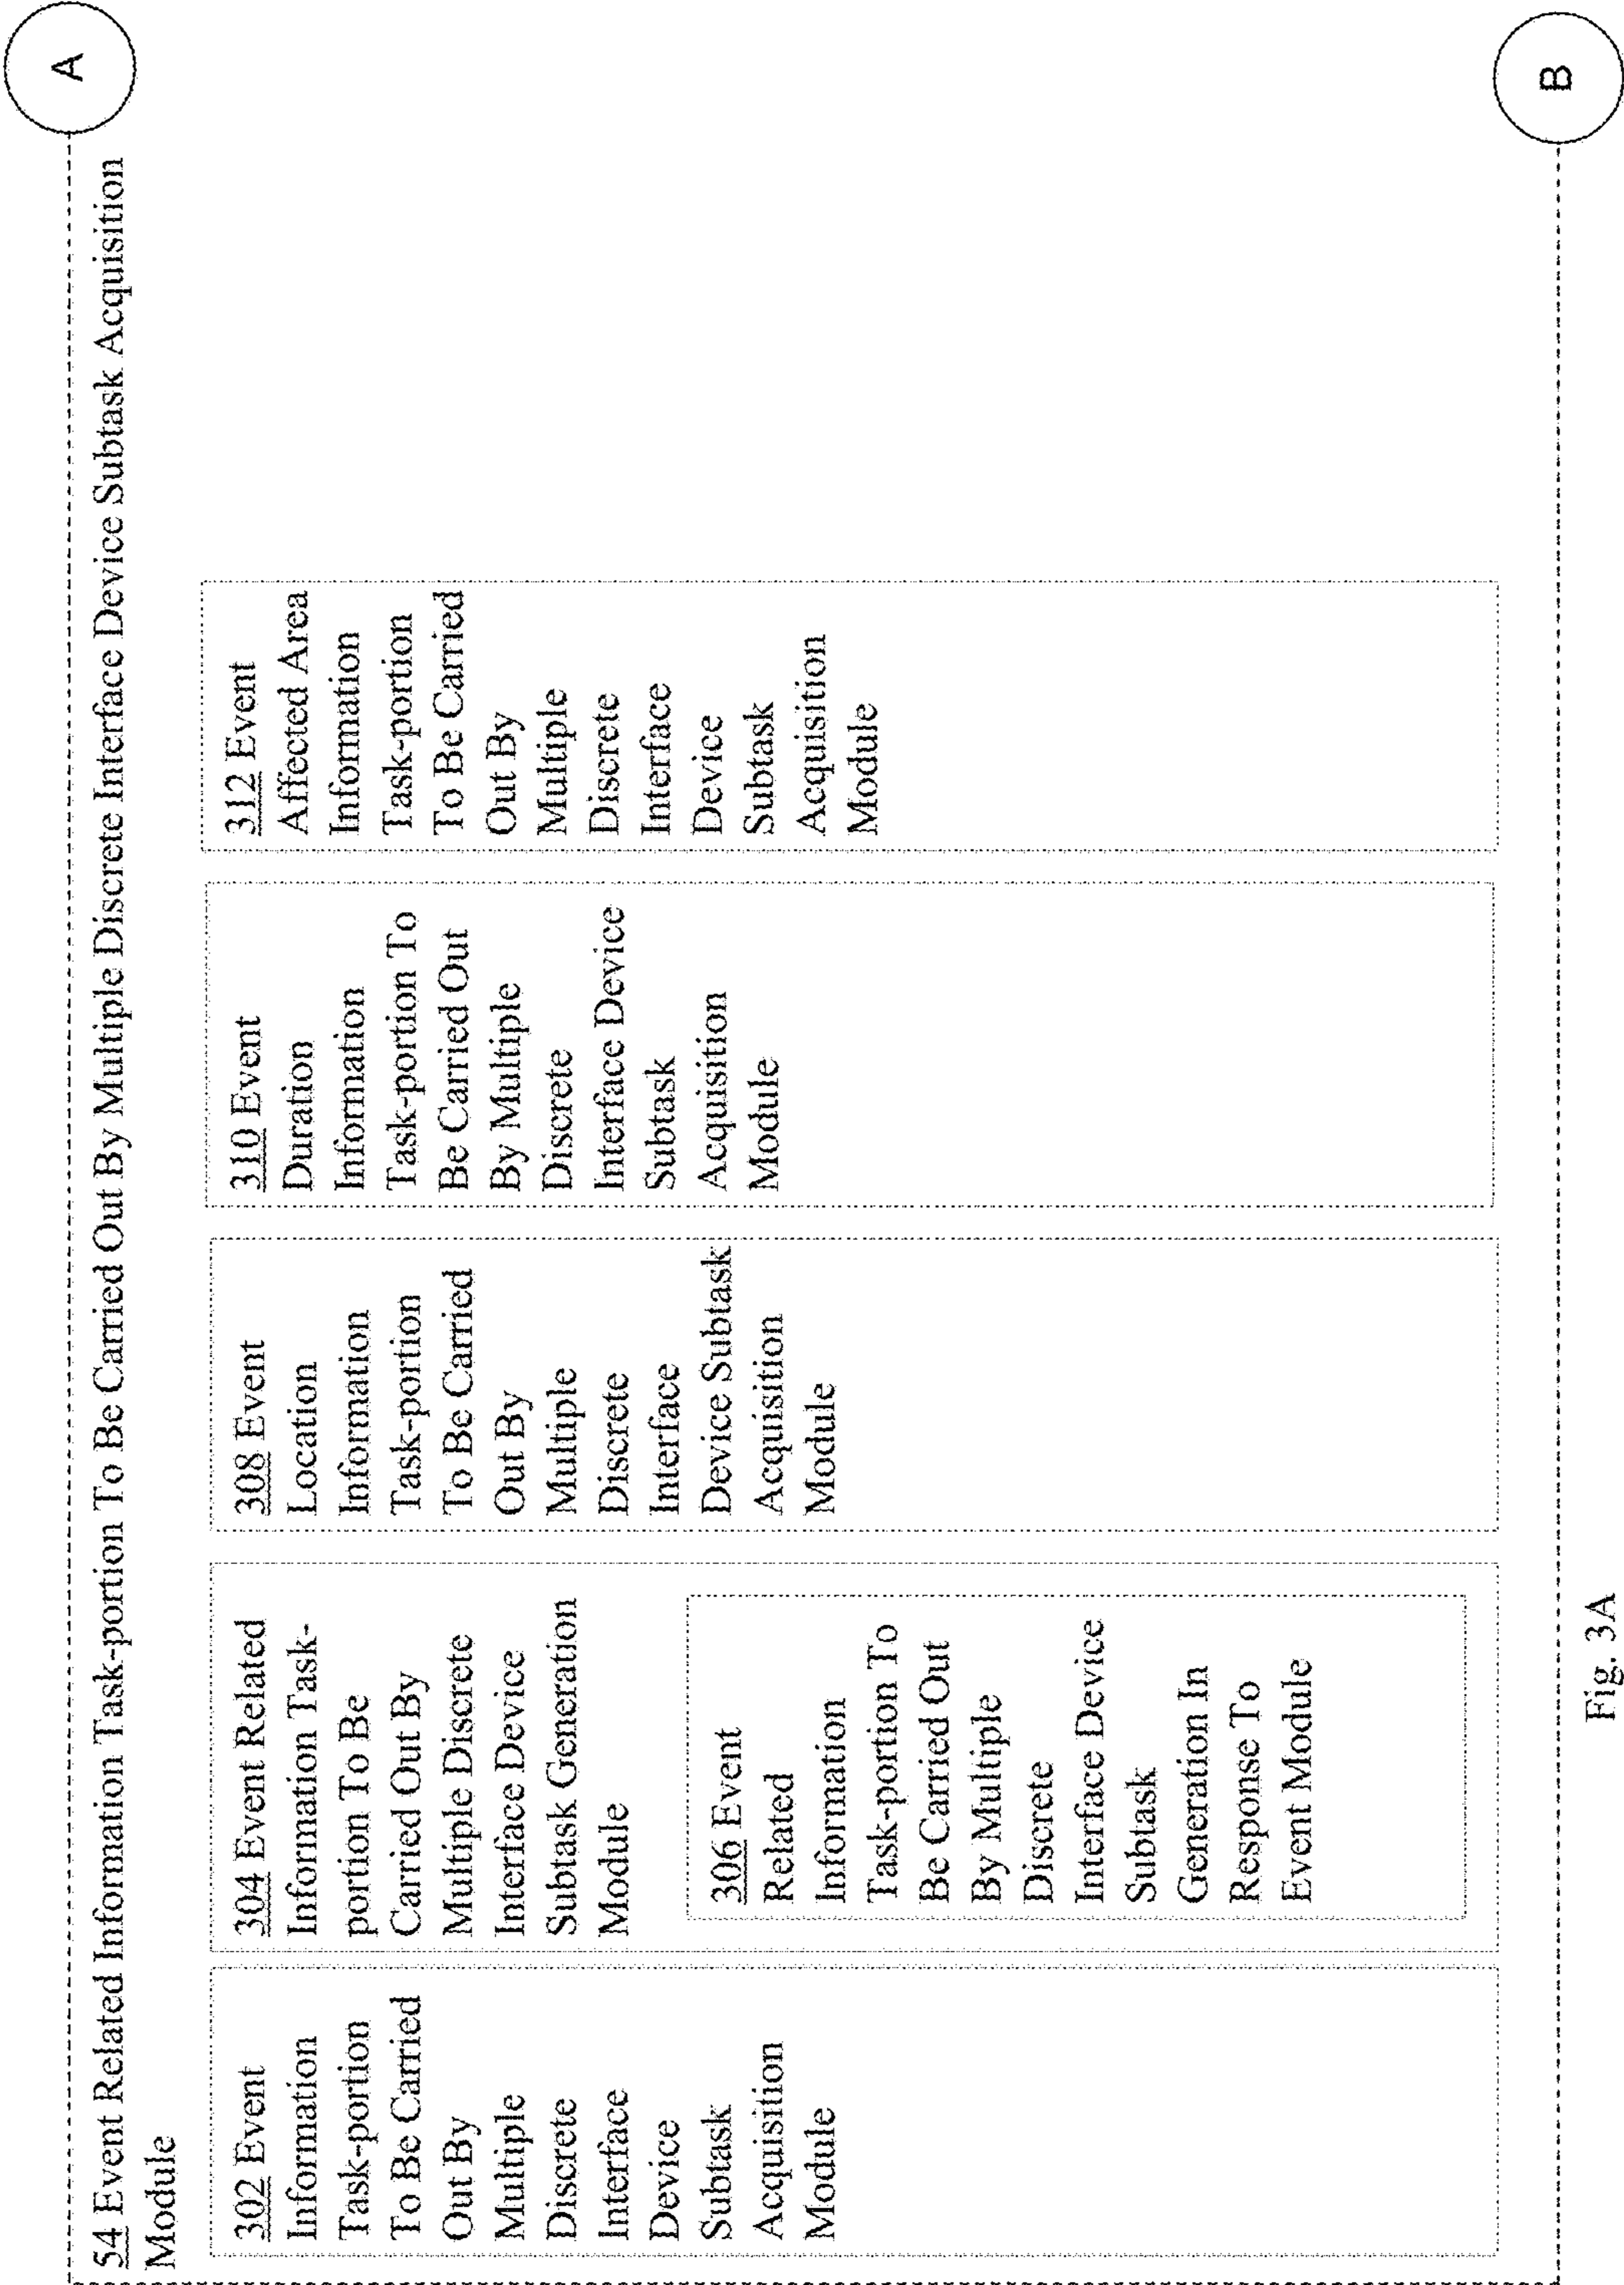 54 Event Related Information Task-portion To Be Carried Out By Multiple Discrete Interface Device Subtask Acquisition
Module
302 Event
Information
Task-portion
To Be Carried
Out By
Multiple
Discrete
Interface
Device
Subtask
Acquisition
Module
304 Event Related
Information Task-
portion To Be
Carried Out By
Multiple Discrete
Interface Device
Subtask Generation
Module
306 Event
Related
Information
Task-portion To
Be Carried Out
By Multiple
Discrete
Interface Device
Subtask
Generation In
Response To
Event Module
308 Event
Location
Information
Task-portion
To Be Carried
Out By
Multiple
Discrete
Interface
Device Subtask
Acquisition
Module
310 Event
Duration
Information
Task-portion To
Be Carried Out
By Multiple
Discrete
Interface Device
Subtask
Acquisition
Module
312 Event
Affected Area
Information
Task-portion
To Be Carried
Out By
Multiple
Discrete
Interface
Device
Subtask
Acquisition
Module
A
B
Fig. 3A